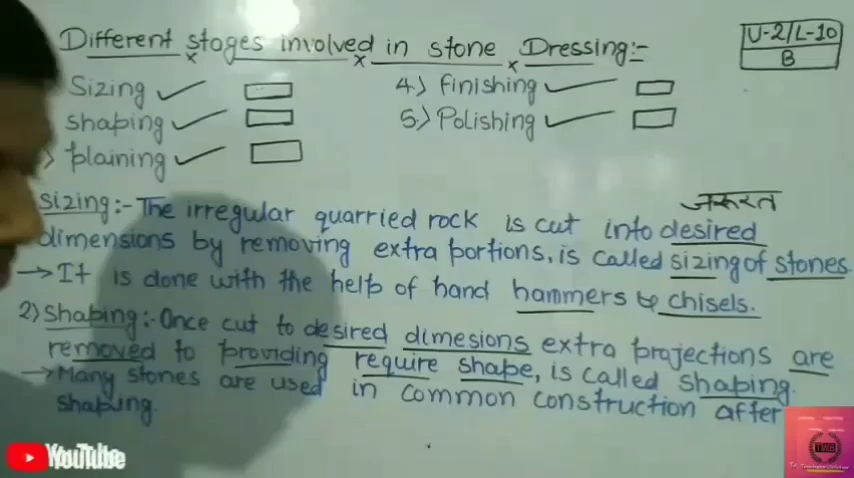 Different stages involved in stone Dressing:-
U-2/L-10
B
Sizing
4.) finishing
shaping
5.) Polishing
) plaining
जरूरत
Sizing:- The irregular quarried rock is cut into desired
dimensions by removing extra portions, is called sizing of stones.
→ It is done with the help of hand hammers & chisels.
2) Shaping:- Once cut to desired dimesions extra projections are
removed to providing require shape, is called shaping.
→ Many stones are used in common construction after
shaping.
YouTube
TMB